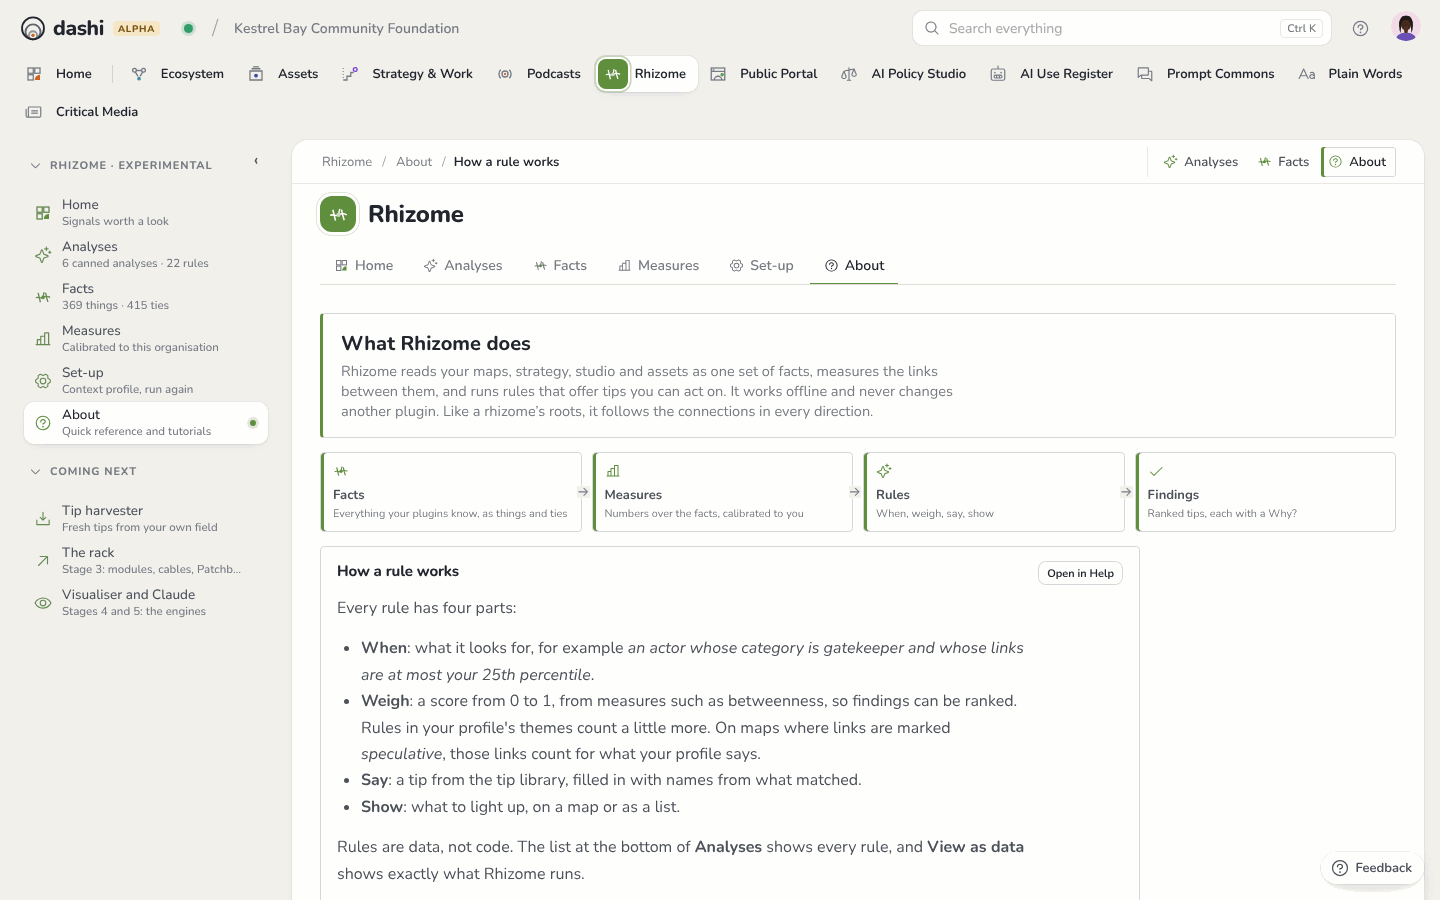 dashi ALPHA / Kestrel Bay Community Foundation
Search everything Ctrl K
Home Ecosystem Assets Strategy & Work Podcasts Rhizome Public Portal AI Policy Studio AI Use Register Prompt Commons Aa Plain Words
Critical Media
RHIZOME · EXPERIMENTAL
Home
Signals worth a look
Analyses
6 canned analyses · 22 rules
Facts
369 things · 415 ties
Measures
Calibrated to this organisation
Set-up
Context profile, run again
About
Quick reference and tutorials
COMING NEXT
Tip harvester
Fresh tips from your own field
The rack
Stage 3: modules, cables, Patchb...
Visualiser and Claude
Stages 4 and 5: the engines
Rhizome / About / How a rule works
Analyses Facts About
Rhizome
Home Analyses Facts Measures Set-up About
What Rhizome does
Rhizome reads your maps, strategy, studio and assets as one set of facts, measures the links
between them, and runs rules that offer tips you can act on. It works offline and never changes
another plugin. Like a rhizome's roots, it follows the connections in every direction.
Facts
Everything your plugins know, as things and ties
Measures
Numbers over the facts, calibrated to you
Rules
When, weigh, say, show
Findings
Ranked tips, each with a Why?
How a rule works
Open in Help
Every rule has four parts:
• When: what it looks for, for example an actor whose category is gatekeeper and whose links
are at most your 25th percentile.
• Weigh: a score from 0 to 1, from measures such as betweenness, so findings can be ranked.
Rules in your profile's themes count a little more. On maps where links are marked
speculative, those links count for what your profile says.
• Say: a tip from the tip library, filled in with names from what matched.
• Show: what to light up, on a map or as a list.
Rules are data, not code. The list at the bottom of Analyses shows every rule, and View as data
shows exactly what Rhizome runs.
Feedback